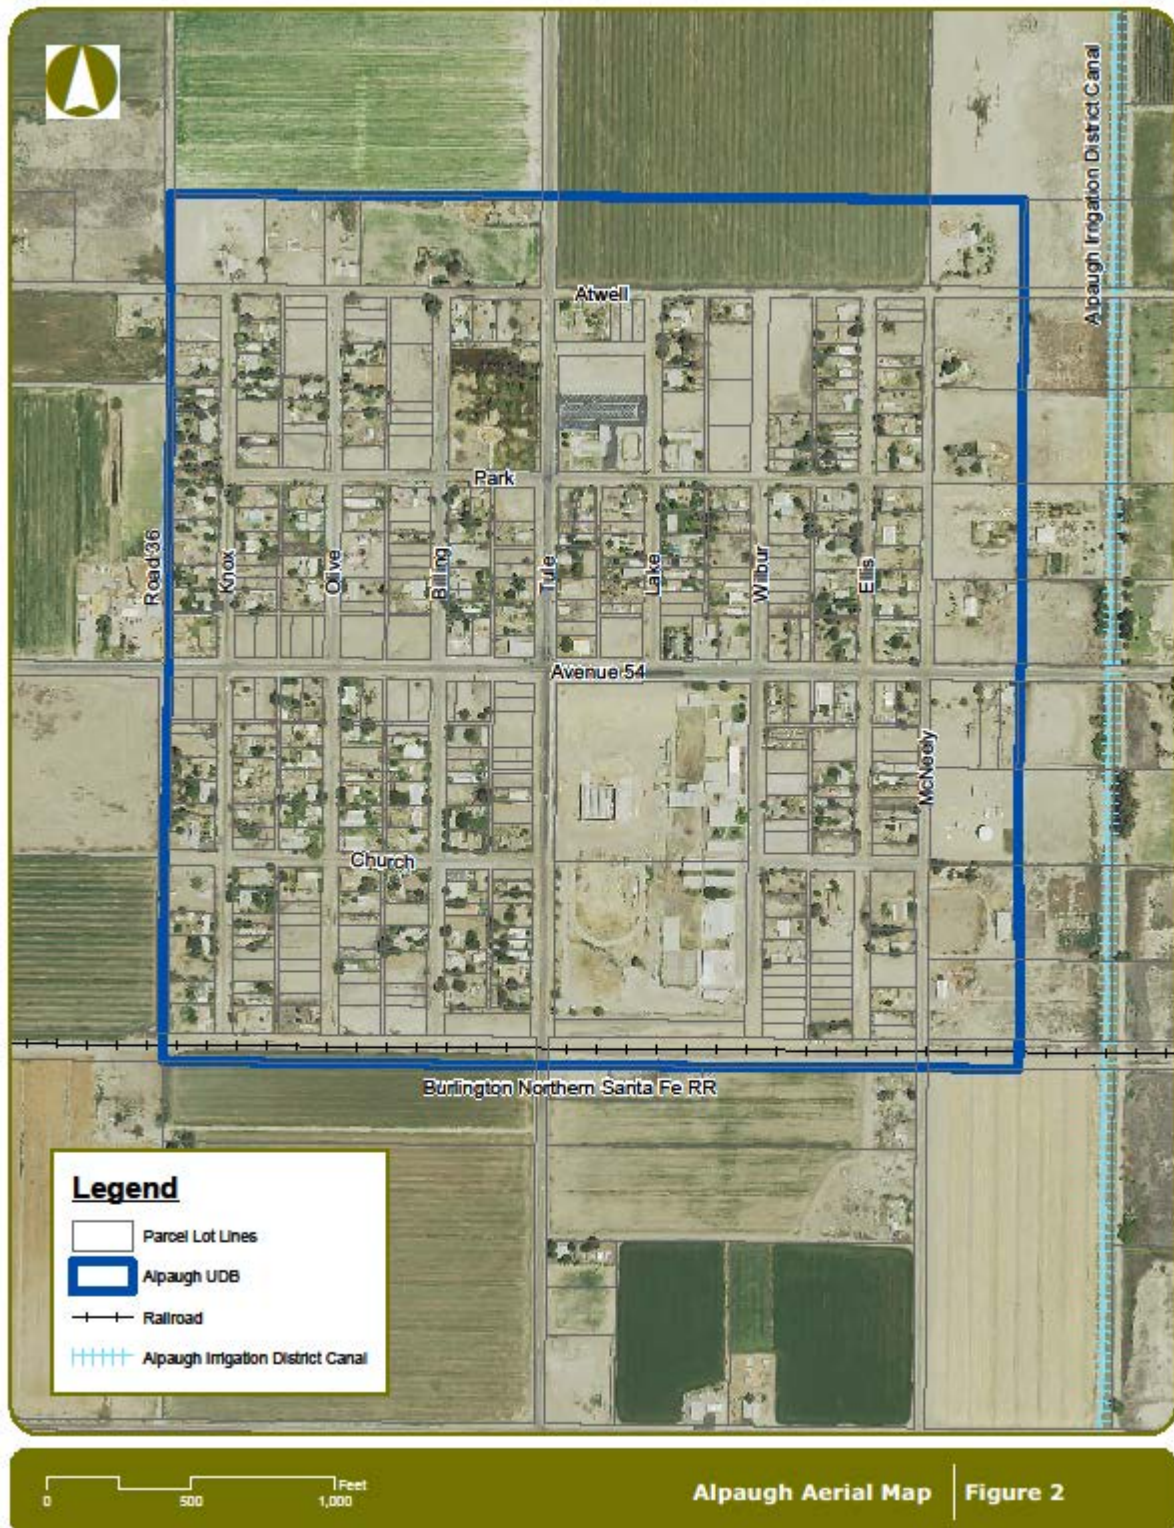 Alpaugh Irrigation District Canal
Atwell
Park
Road 36
Knox
Olive
Billing
Tule
Lake
Wilbur
Ellis
Avenue 54
McNeely
Church
Burlington Northern Santa Fe RR
Legend
Parcel Lot Lines
Alpaugh UDB
Railroad
Alpaugh Irrigation District Canal
Feet
0 500 1,000
Alpaugh Aerial Map Figure 2